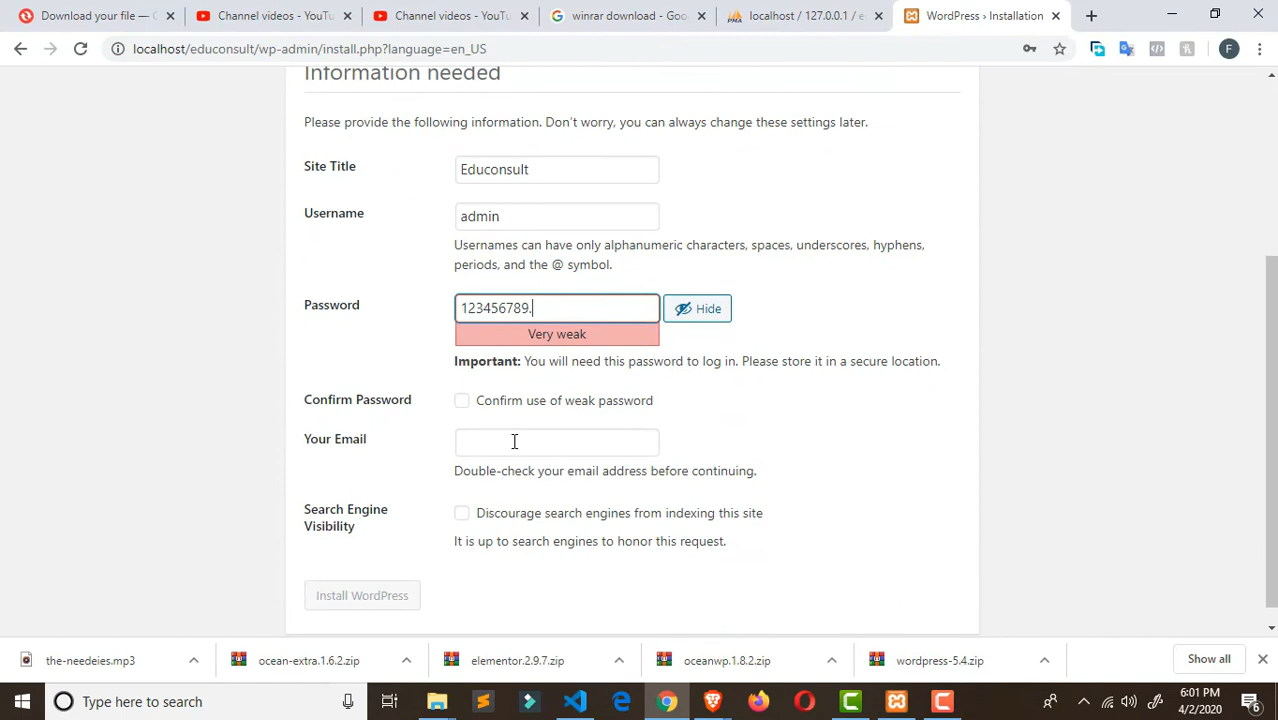 Download your file — C
Channel videos - YouTu
Channel videos - YouTu
winrar download - Goo
localhost / 127.0.0.1 / e
WordPress › Installation
localhost/educonsult/wp-admin/install.php?language=en_US
F
Information needed
Please provide the following information. Don't worry, you can always change these settings later.
Site Title
Educonsult
Username
admin
Usernames can have only alphanumeric characters, spaces, underscores, hyphens,
periods, and the @ symbol.
Password
123456789.
Hide
Very weak
Important: You will need this password to log in. Please store it in a secure location.
Confirm Password
Confirm use of weak password
Your Email
Double-check your email address before continuing.
Search Engine
Visibility
Discourage search engines from indexing this site
It is up to search engines to honor this request.
Install WordPress
the-needeies.mp3
ocean-extra.1.6.2.zip
elementor.2.9.7.zip
oceanwp.1.8.2.zip
wordpress-5.4.zip
Show all
Type here to search
6:01 PM
4/2/2020
6